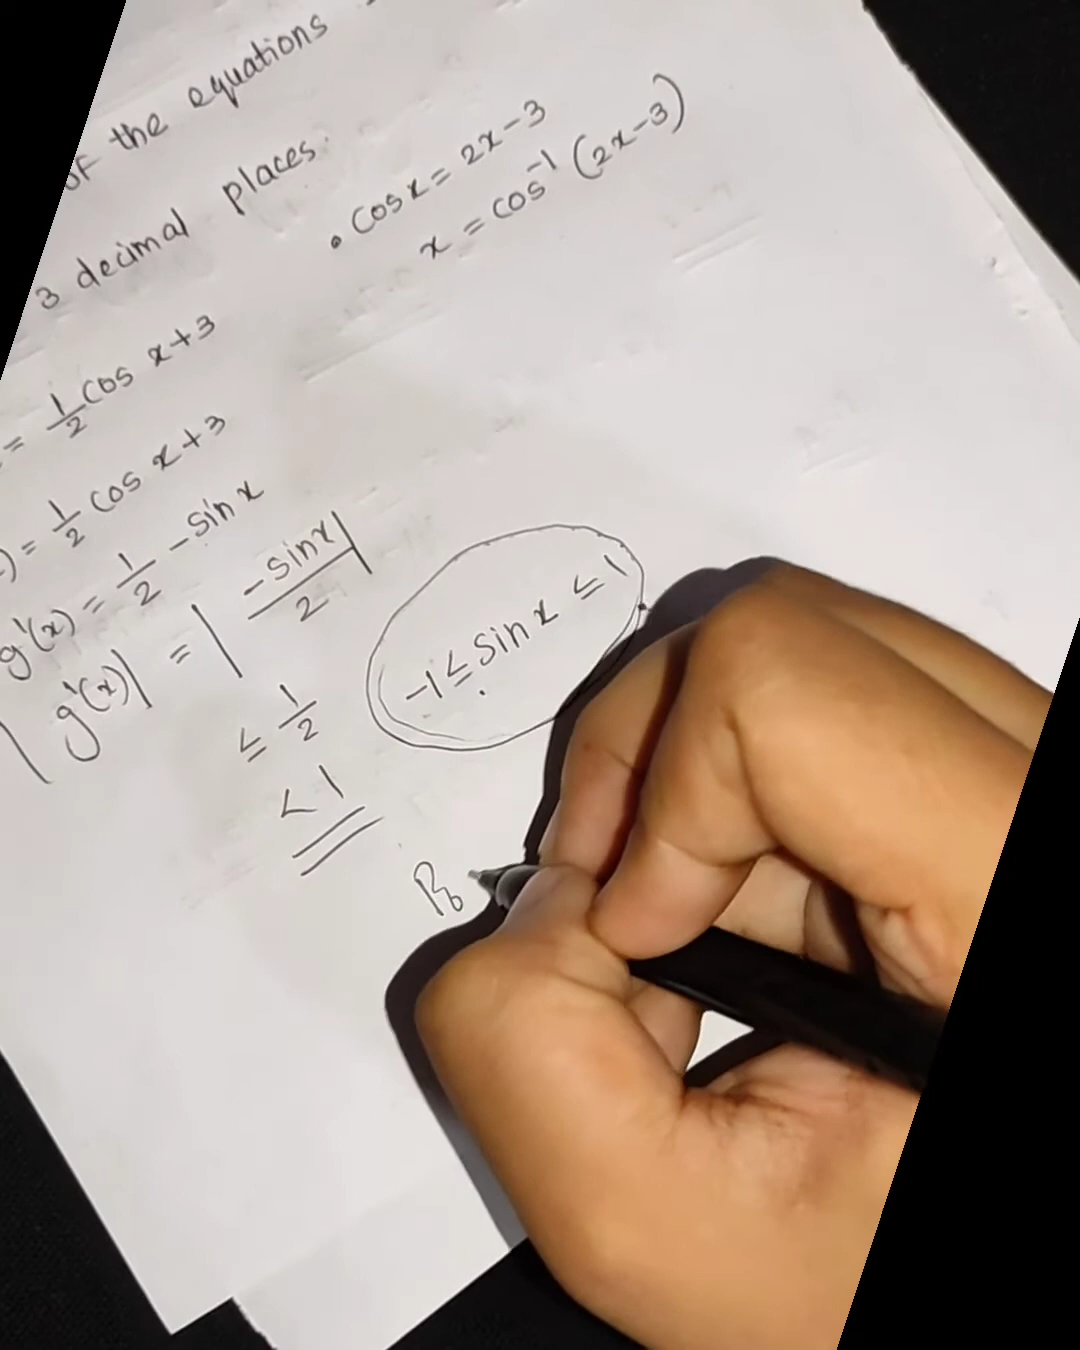 of the equations
3 decimal places.
• cos x = 2x-3
x = cos⁻¹ (2x-3)
= 1/2 cos x+3
) = 1/2 cos x+3
g'(x) = 1/2 -sin x
|g'(x)| = |-sin x/2|
-1 ≤ sin x ≤ 1
≤ 1/2
< 1